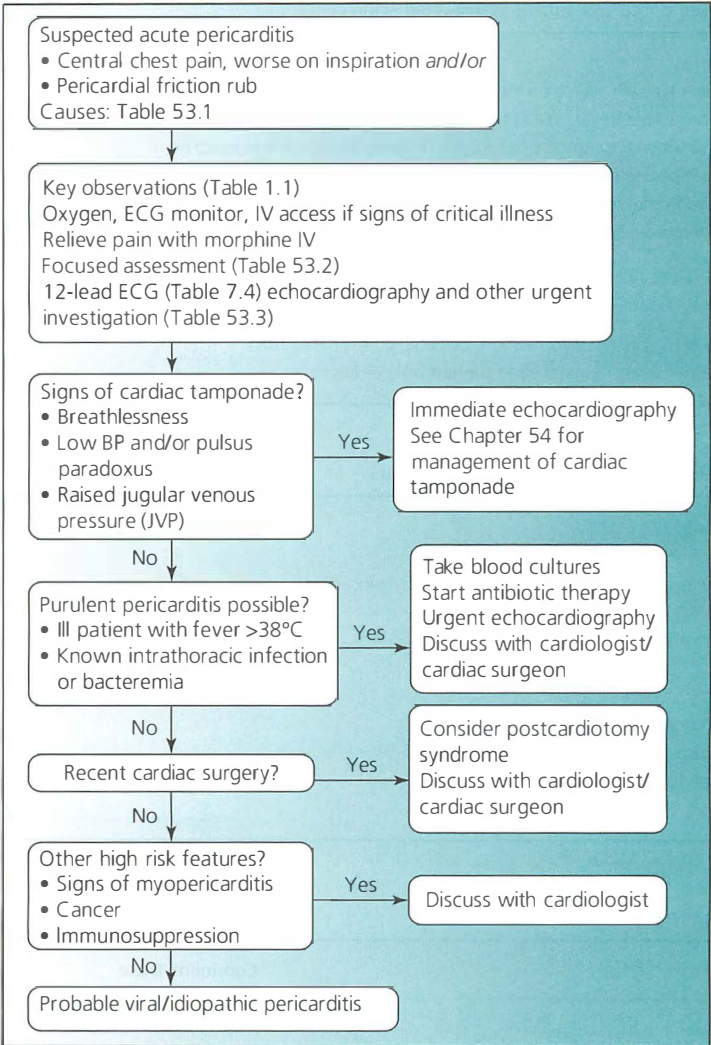 Suspected acute pericarditis
• Central chest pain, worse on inspiration and/or
• Pericardial friction rub
Causes: Table 53.1
Key observations (Table 1.1)
Oxygen, ECG monitor, IV access if signs of critical illness
Relieve pain with morphine IV
Focused assessment (Table 53.2)
12-lead ECG (Table 7.4) echocardiography and other urgent
investigation (Table 53.3)
Signs of cardiac tamponade?
• Breathlessness
• Low BP and/or pulsus
paradoxus
• Raised jugular venous
pressure (JVP)
Yes
Immediate echocardiography
See Chapter 54 for
management of cardiac
tamponade
No
Purulent pericarditis possible?
• Ill patient with fever >38°C
• Known intrathoracic infection
or bacteremia
Yes
Take blood cultures
Start antibiotic therapy
Urgent echocardiography
Discuss with cardiologist/
cardiac surgeon
No
Recent cardiac surgery?
Yes
Consider postcardiotomy
syndrome
Discuss with cardiologist/
cardiac surgeon
No
Other high risk features?
• Signs of myopericarditis
• Cancer
• Immunosuppression
Yes
Discuss with cardiologist
No
Probable viral/idiopathic pericarditis